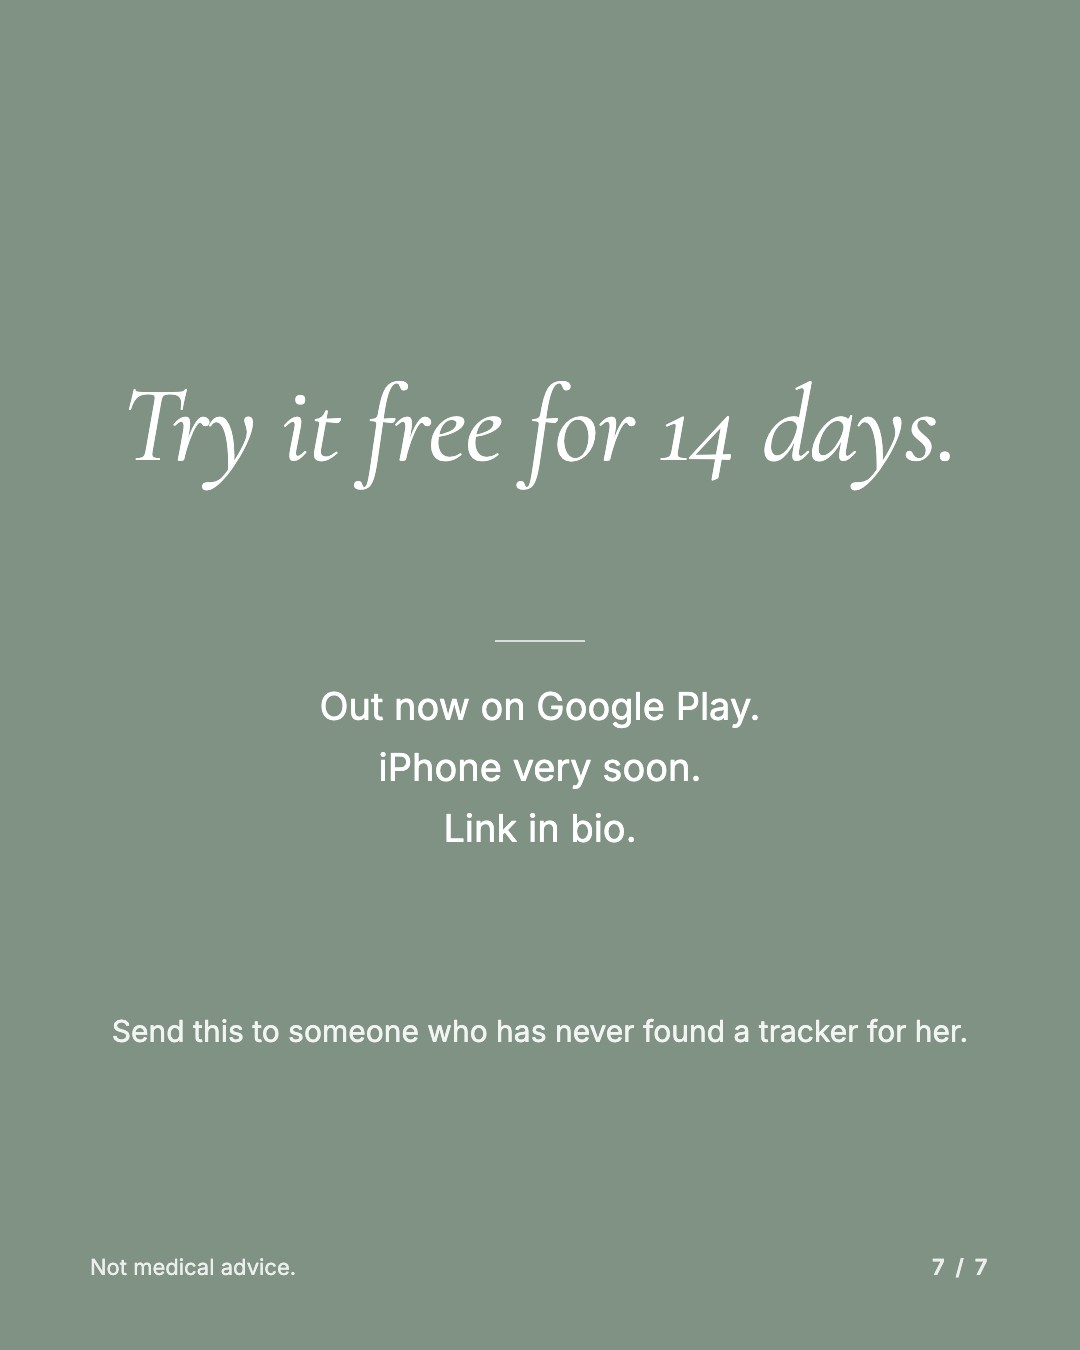 Try it free for 14 days.
Out now on Google Play.
iPhone very soon.
Link in bio.
Send this to someone who has never found a tracker for her.
Not medical advice.
7 / 7